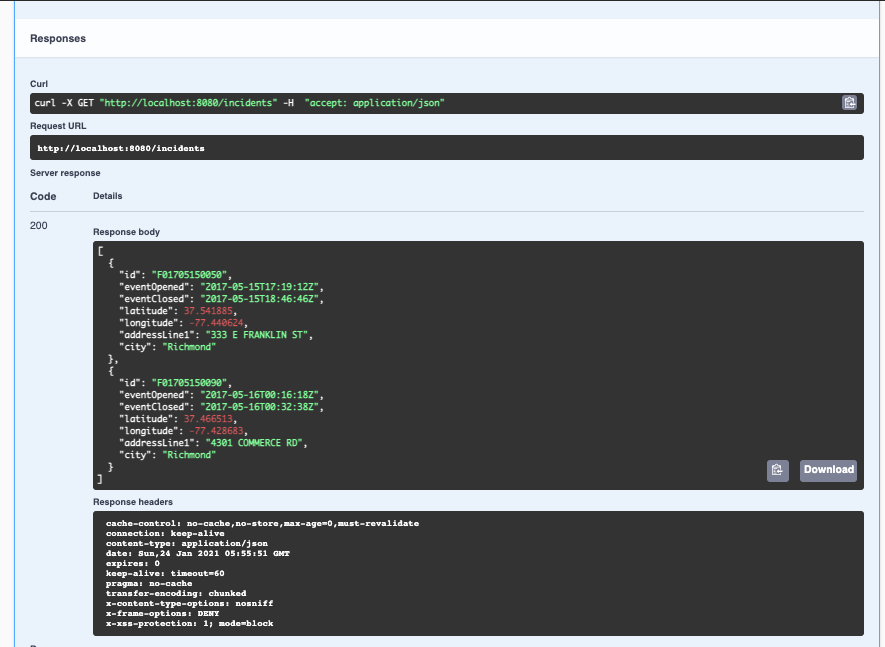 Responses
Curl
curl -X GET "http://localhost:8080/incidents" -H  "accept: application/json"
Request URL
http://localhost:8080/incidents
Server response
Code Details
200
Response body
[
  {
    "id": "F01705150050",
    "eventOpened": "2017-05-15T17:19:12Z",
    "eventClosed": "2017-05-15T18:46:46Z",
    "latitude": 37.541885,
    "longitude": -77.440624,
    "addressLine1": "333 E FRANKLIN ST",
    "city": "Richmond"
  },
  {
    "id": "F01705150090",
    "eventOpened": "2017-05-16T00:16:18Z",
    "eventClosed": "2017-05-16T00:32:38Z",
    "latitude": 37.466513,
    "longitude": -77.428683,
    "addressLine1": "4301 COMMERCE RD",
    "city": "Richmond"
  }
]
Download
Response headers
cache-control: no-cache,no-store,max-age=0,must-revalidate
connection: keep-alive
content-type: application/json
date: Sun,24 Jan 2021 05:55:51 GMT
expires: 0
keep-alive: timeout=60
pragma: no-cache
transfer-encoding: chunked
x-content-type-options: nosniff
x-frame-options: DENY
x-xss-protection: 1; mode=block